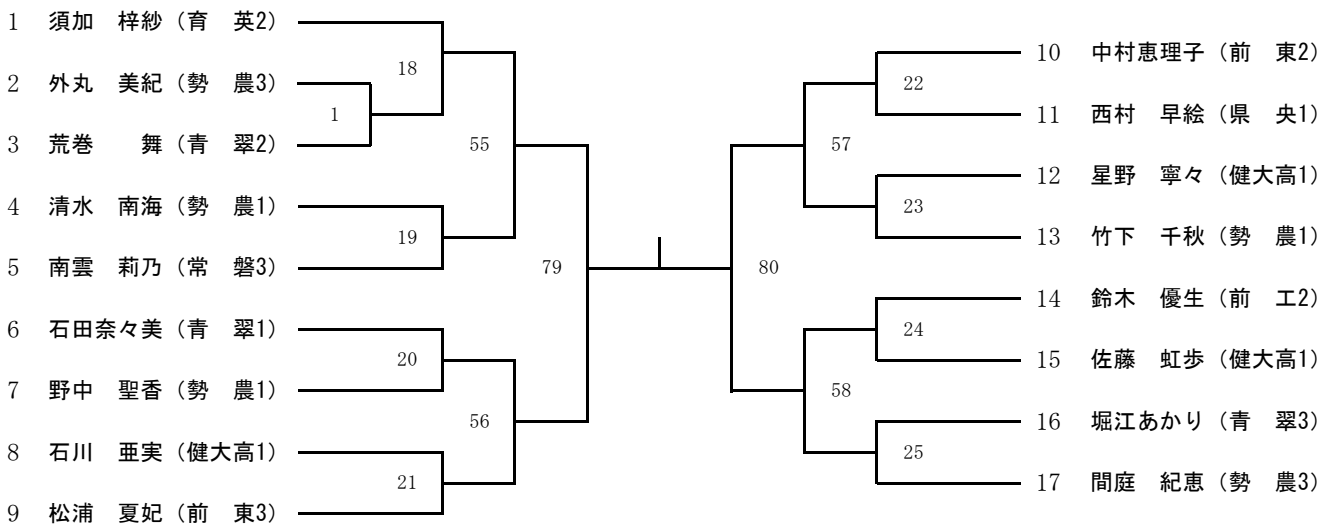 1 須加　梓紗（育　英2）
2 外丸　美紀（勢　農3）
3 荒巻　　舞（青　翠2）
4 清水　南海（勢　農1）
5 南雲　莉乃（常　磐3）
6 石田奈々美（青　翠1）
7 野中　聖香（勢　農1）
8 石川　亜実（健大高1）
9 松浦　夏妃（前　東3）
1
18
19
20
21
55
56
79
80
57
58
22
23
24
25
10 中村恵理子（前　東2）
11 西村　早絵（県　央1）
12 星野　寧々（健大高1）
13 竹下　千秋（勢　農1）
14 鈴木　優生（前　工2）
15 佐藤　虹歩（健大高1）
16 堀江あかり（青　翠3）
17 間庭　紀恵（勢　農3）